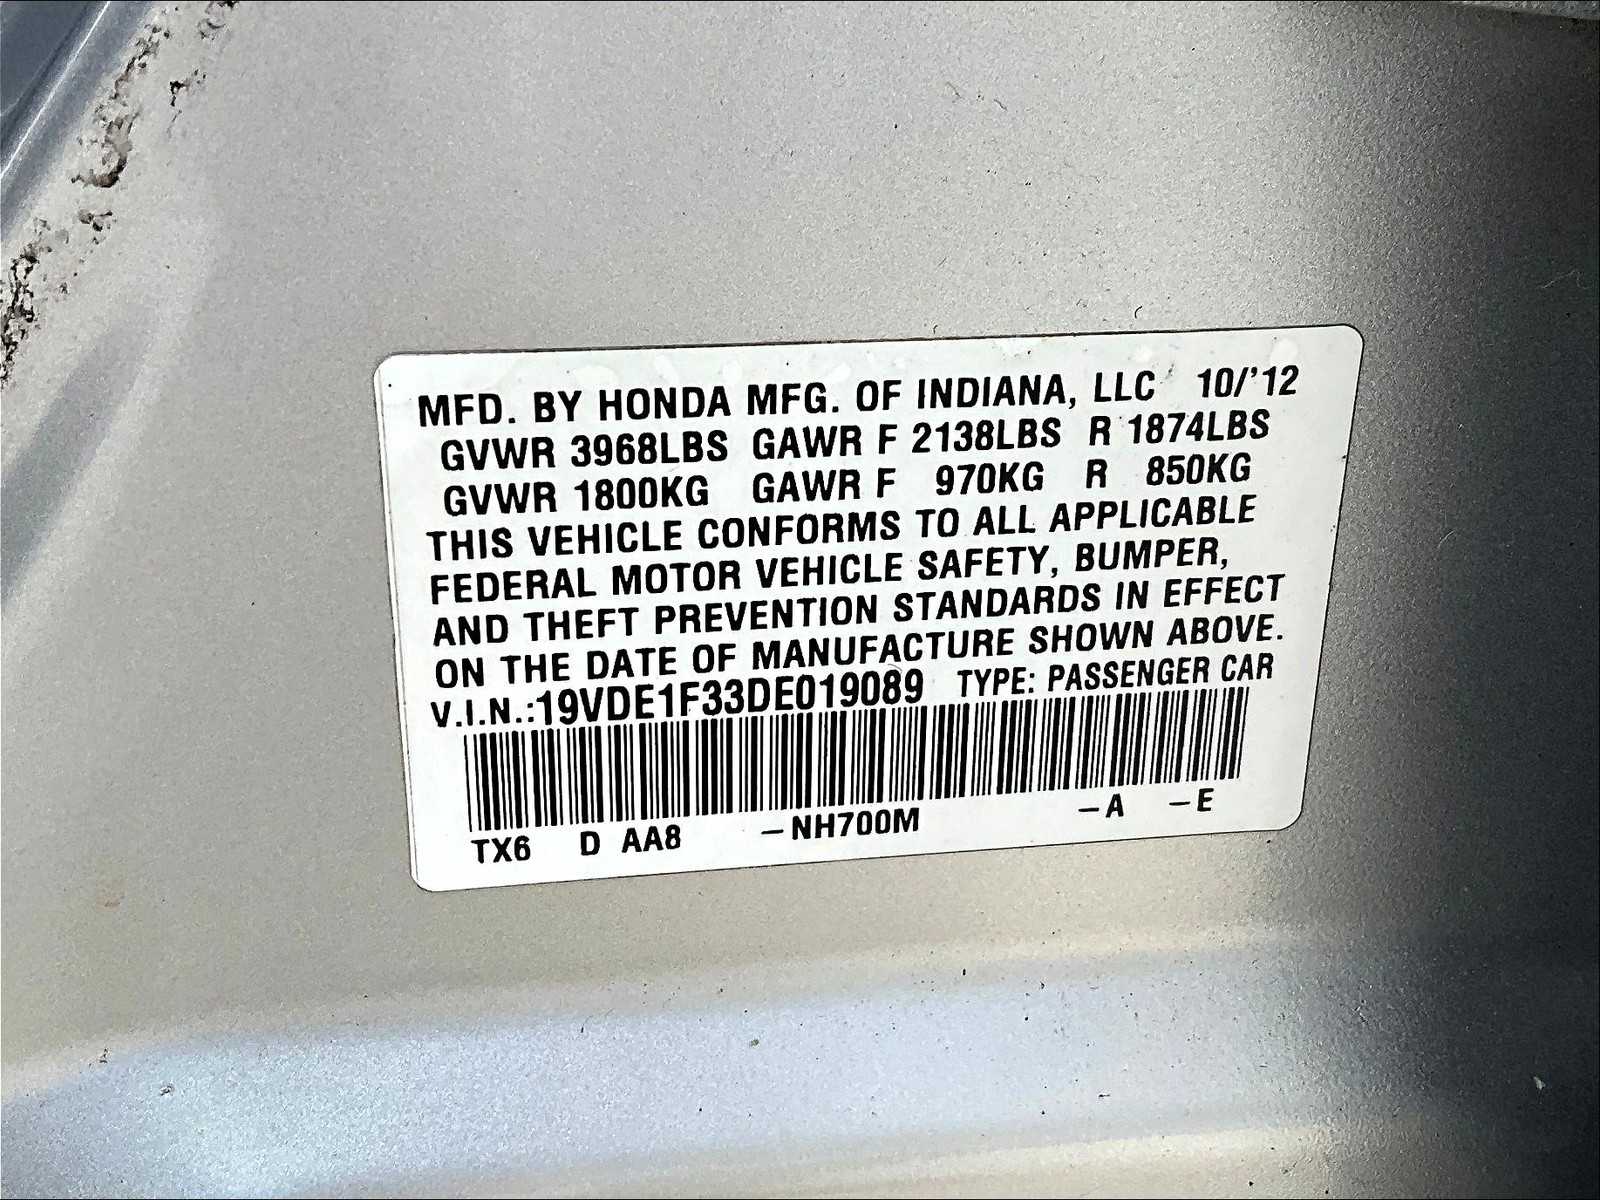 MFD. BY HONDA MFG. OF INDIANA, LLC 10/'12
GVWR 3968LBS GAWR F 2138LBS R 1874LBS
GVWR 1800KG GAWR F 970KG R 850KG
THIS VEHICLE CONFORMS TO ALL APPLICABLE
FEDERAL MOTOR VEHICLE SAFETY, BUMPER,
AND THEFT PREVENTION STANDARDS IN EFFECT
ON THE DATE OF MANUFACTURE SHOWN ABOVE.
V.I.N.:19VDE1F33DE019089 TYPE: PASSENGER CAR
TX6 D AA8 –NH700M –A –E